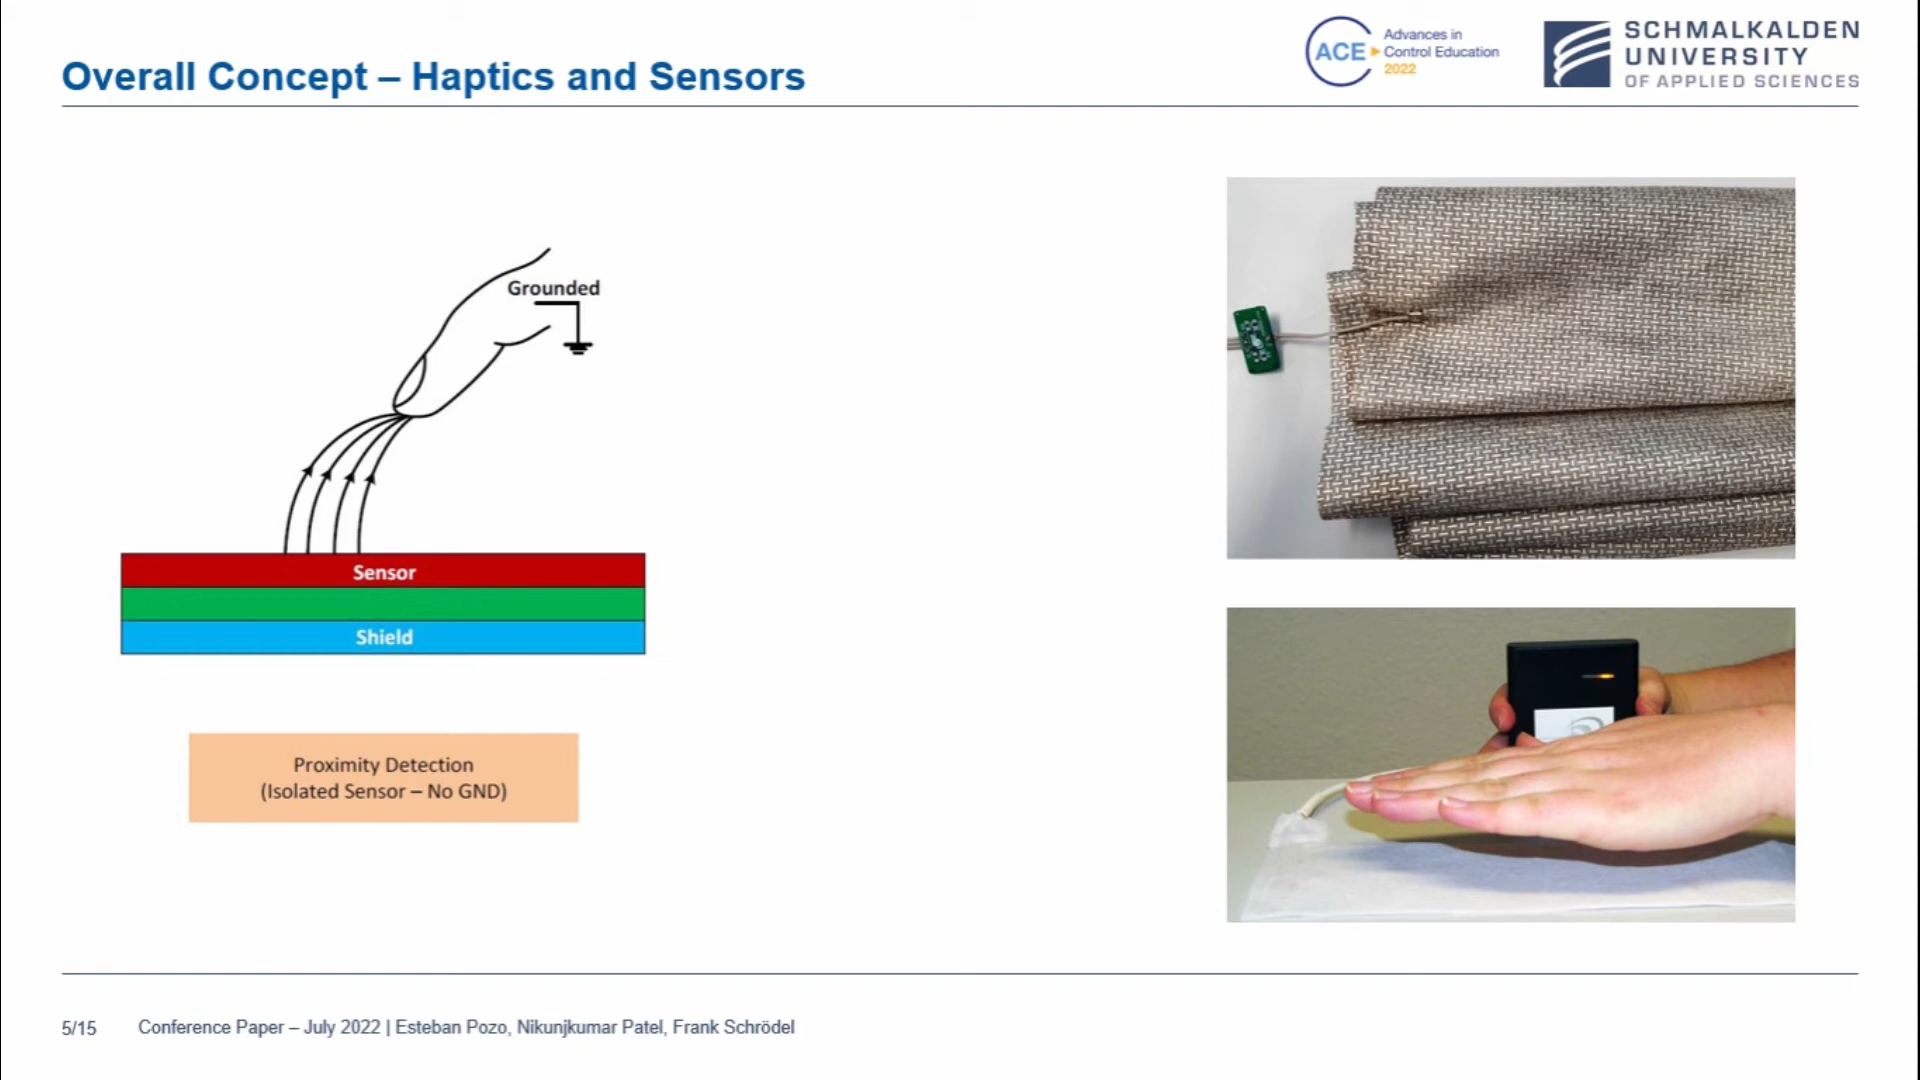 Overall Concept – Haptics and Sensors
ACE
Advances in
Control Education
2022
SCHMALKALDEN
UNIVERSITY
OF APPLIED SCIENCES
Grounded
Sensor
Shield
Proximity Detection
(Isolated Sensor – No GND)
5/15
Conference Paper – July 2022 | Esteban Pozo, Nikunjkumar Patel, Frank Schrödel